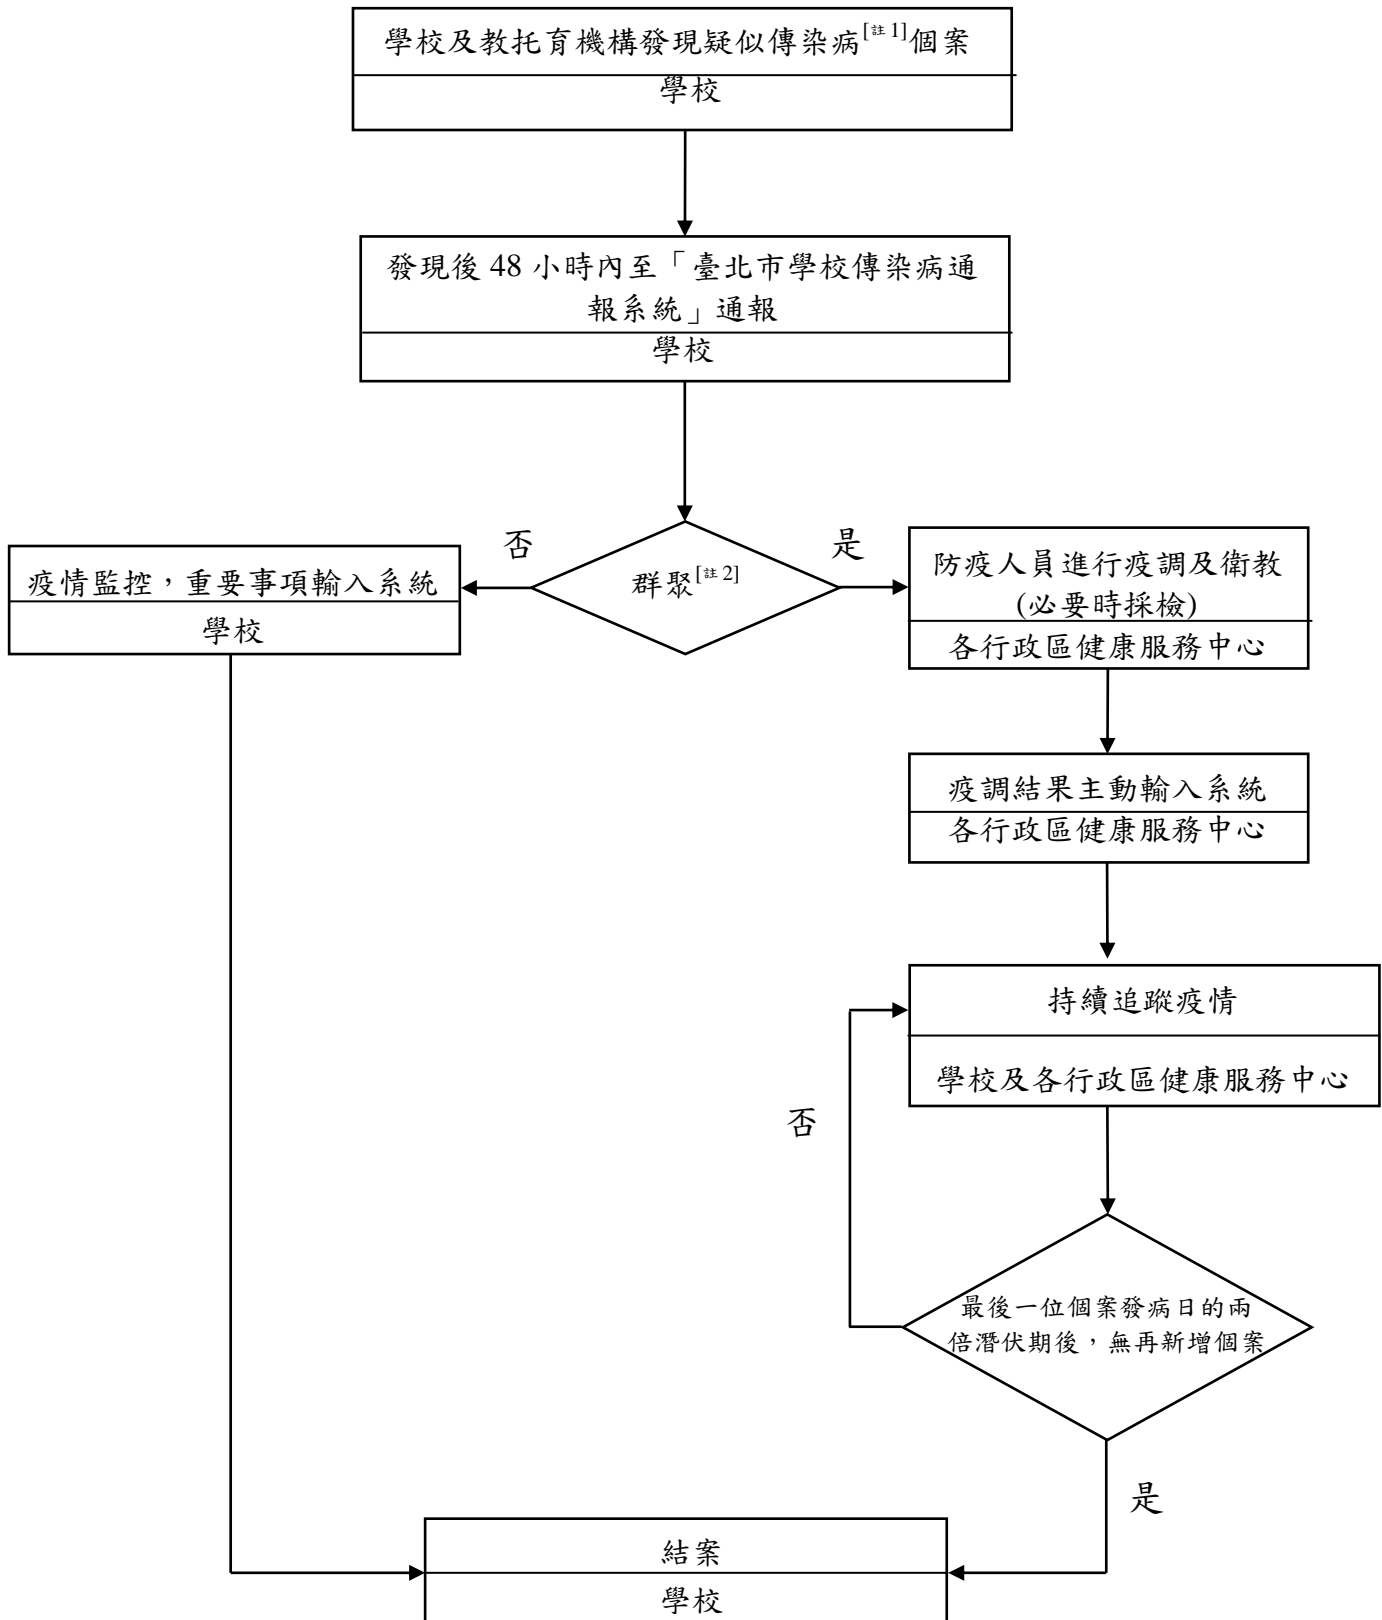 學校及教托育機構發現疑似傳染病[註1]個案
學校
發現後 48 小時內至「臺北市學校傳染病通
報系統」通報
學校
否
是
群聚[註2]
疫情監控，重要事項輸入系統
學校
防疫人員進行疫調及衛教
(必要時採檢)
各行政區健康服務中心
疫調結果主動輸入系統
各行政區健康服務中心
持續追蹤疫情
學校及各行政區健康服務中心
否
最後一位個案發病日的兩
倍潛伏期後，無再新增個案
是
結案
學校